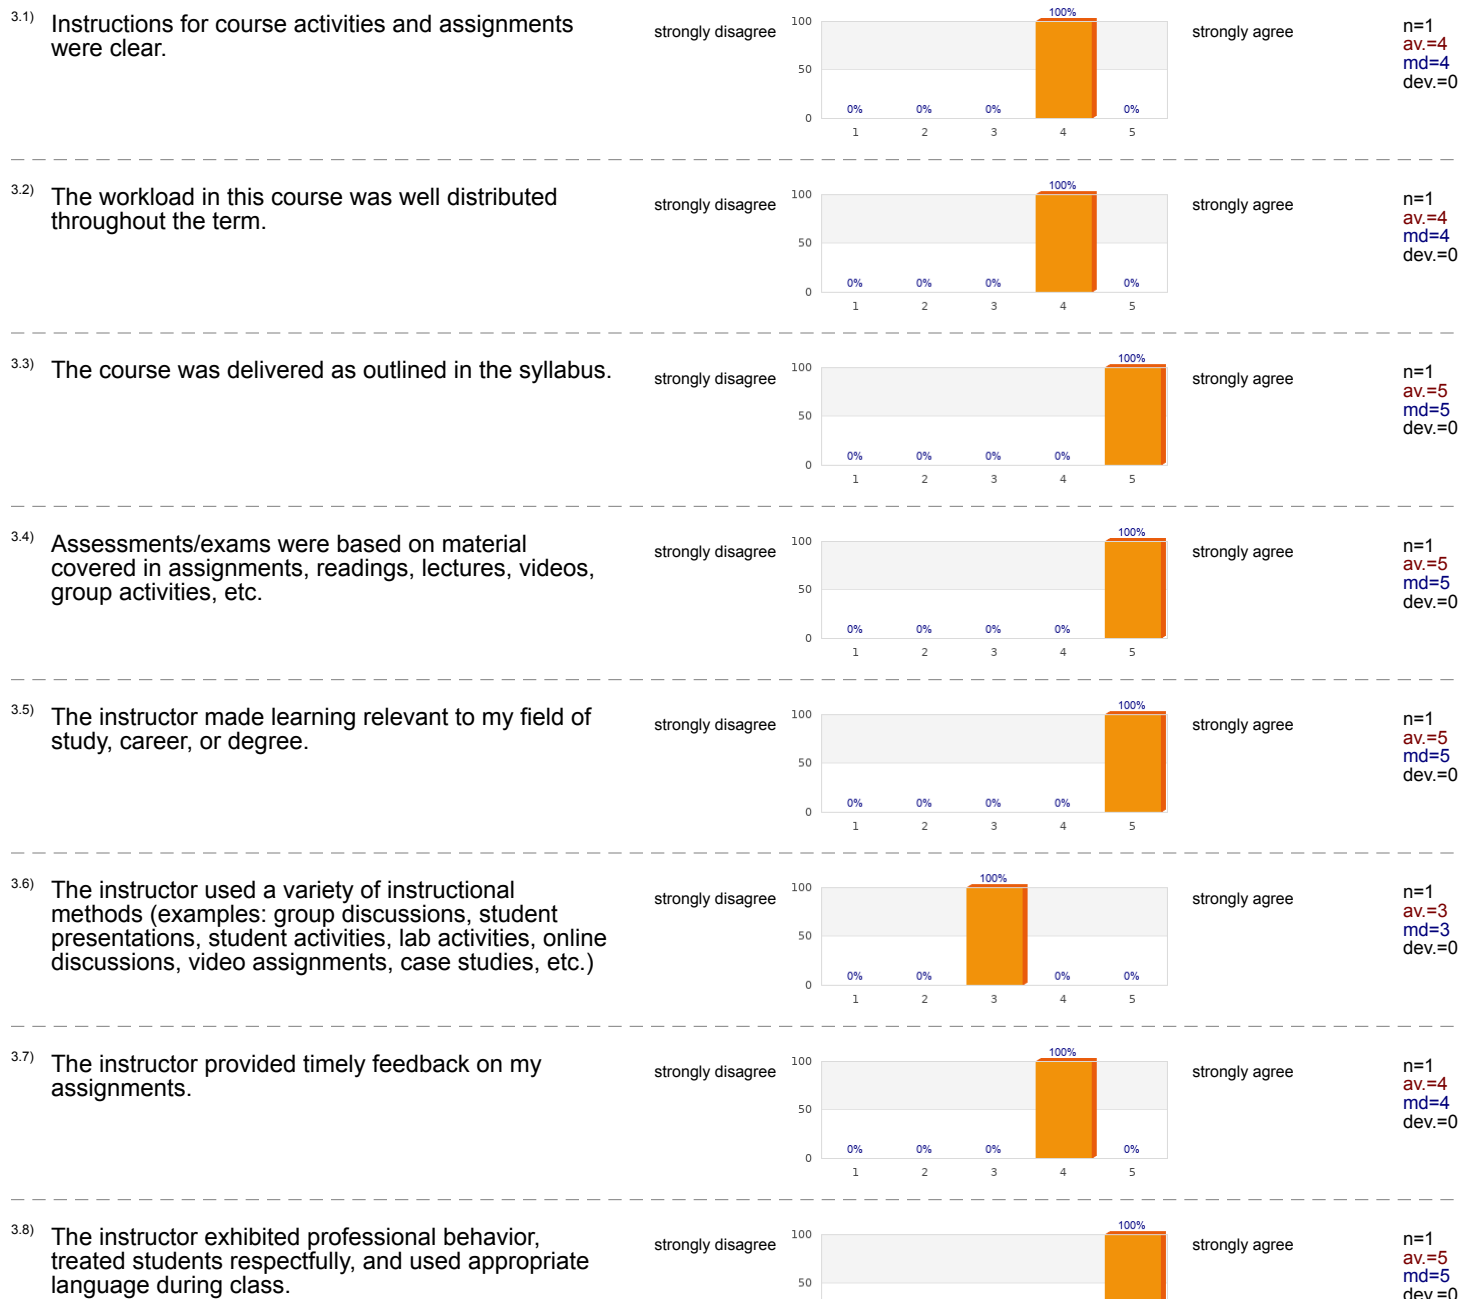 3.1) Instructions for course activities and assignments
were clear.
strongly disagree
100
50
0
0%
0%
0%
100%
0%
1
2
3
4
5
strongly agree
n=1
av.=4
md=4
dev.=0
3.2) The workload in this course was well distributed
throughout the term.
strongly disagree
100
50
0
0%
0%
0%
100%
0%
1
2
3
4
5
strongly agree
n=1
av.=4
md=4
dev.=0
3.3) The course was delivered as outlined in the syllabus.
strongly disagree
100
50
0
0%
0%
0%
0%
100%
1
2
3
4
5
strongly agree
n=1
av.=5
md=5
dev.=0
3.4) Assessments/exams were based on material
covered in assignments, readings, lectures, videos,
group activities, etc.
strongly disagree
100
50
0
0%
0%
0%
0%
100%
1
2
3
4
5
strongly agree
n=1
av.=5
md=5
dev.=0
3.5) The instructor made learning relevant to my field of
study, career, or degree.
strongly disagree
100
50
0
0%
0%
0%
0%
100%
1
2
3
4
5
strongly agree
n=1
av.=5
md=5
dev.=0
3.6) The instructor used a variety of instructional
methods (examples: group discussions, student
presentations, student activities, lab activities, online
discussions, video assignments, case studies, etc.)
strongly disagree
100
50
0
0%
0%
100%
0%
0%
1
2
3
4
5
strongly agree
n=1
av.=3
md=3
dev.=0
3.7) The instructor provided timely feedback on my
assignments.
strongly disagree
100
50
0
0%
0%
0%
100%
0%
1
2
3
4
5
strongly agree
n=1
av.=4
md=4
dev.=0
3.8) The instructor exhibited professional behavior,
treated students respectfully, and used appropriate
language during class.
strongly disagree
100
50
100%
strongly agree
n=1
av.=5
md=5
dev.=0